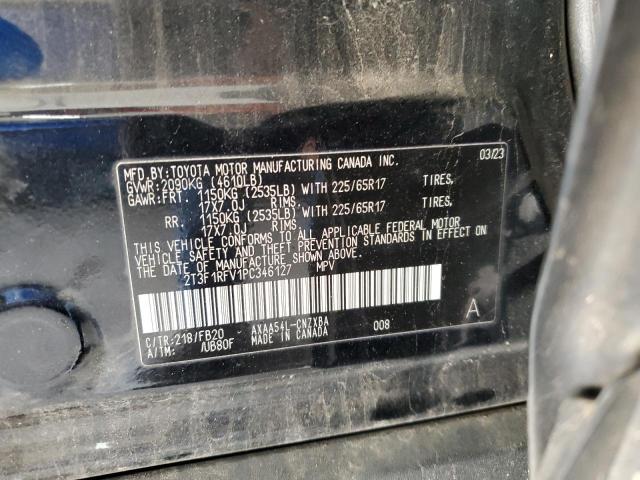 MFD.BY:TOYOTA MOTOR MANUFACTURING CANADA INC. 03/23
GVWR:2090KG (4610LB)
GAWR:FRT. 1150KG (2535LB) WITH 225/65R17 TIRES,
17X7.0J RIMS
RR. 1150KG (2535LB) WITH 225/65R17 TIRES,
17X7.0J RIMS
THIS VEHICLE CONFORMS TO ALL APPLICABLE FEDERAL MOTOR
VEHICLE SAFETY AND THEFT PREVENTION STANDARDS IN EFFECT
ON THE DATE OF MANUFACTURE SHOWN ABOVE.
2T3F1RFV1PC346127 MPV
A
C/TR:218/FB20 AXAA54L-CNZXBA 008
A/TM: /UB80F MADE IN CANADA